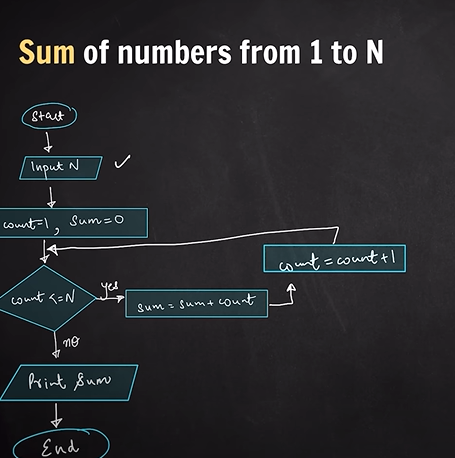 Sum of numbers from 1 to N
Start
Input N
count=1, sum=0
count <=N
yes
sum = sum + count
count = count+1
no
Print Sum
End